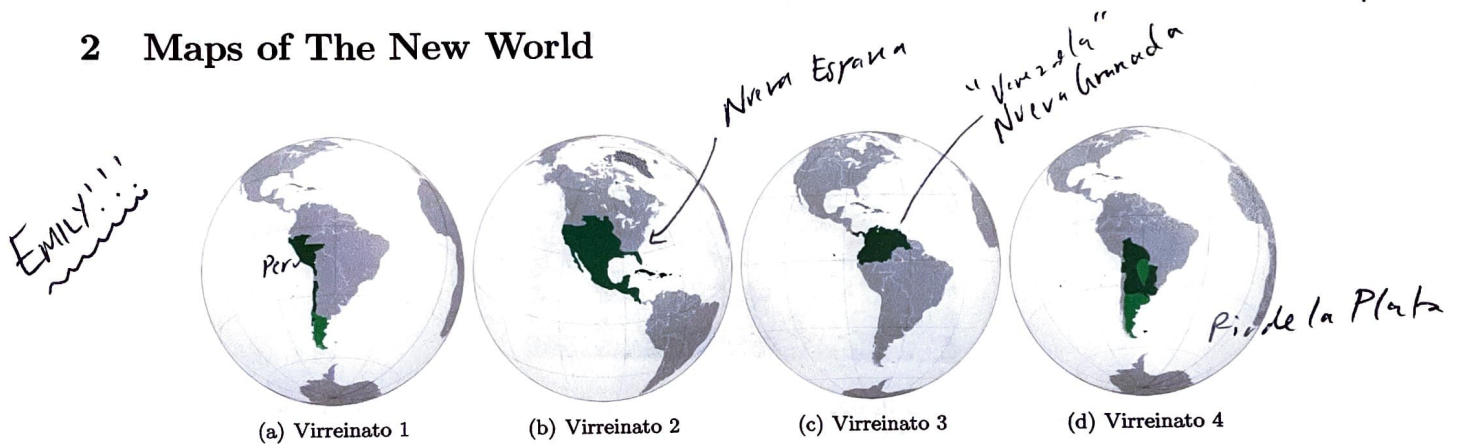 2 Maps of The New World
Nueva España
Nueva Granada
EMILY!!!
Peru
Rio de la Plata
(a) Virreinato 1
(b) Virreinato 2
(c) Virreinato 3
(d) Virreinato 4